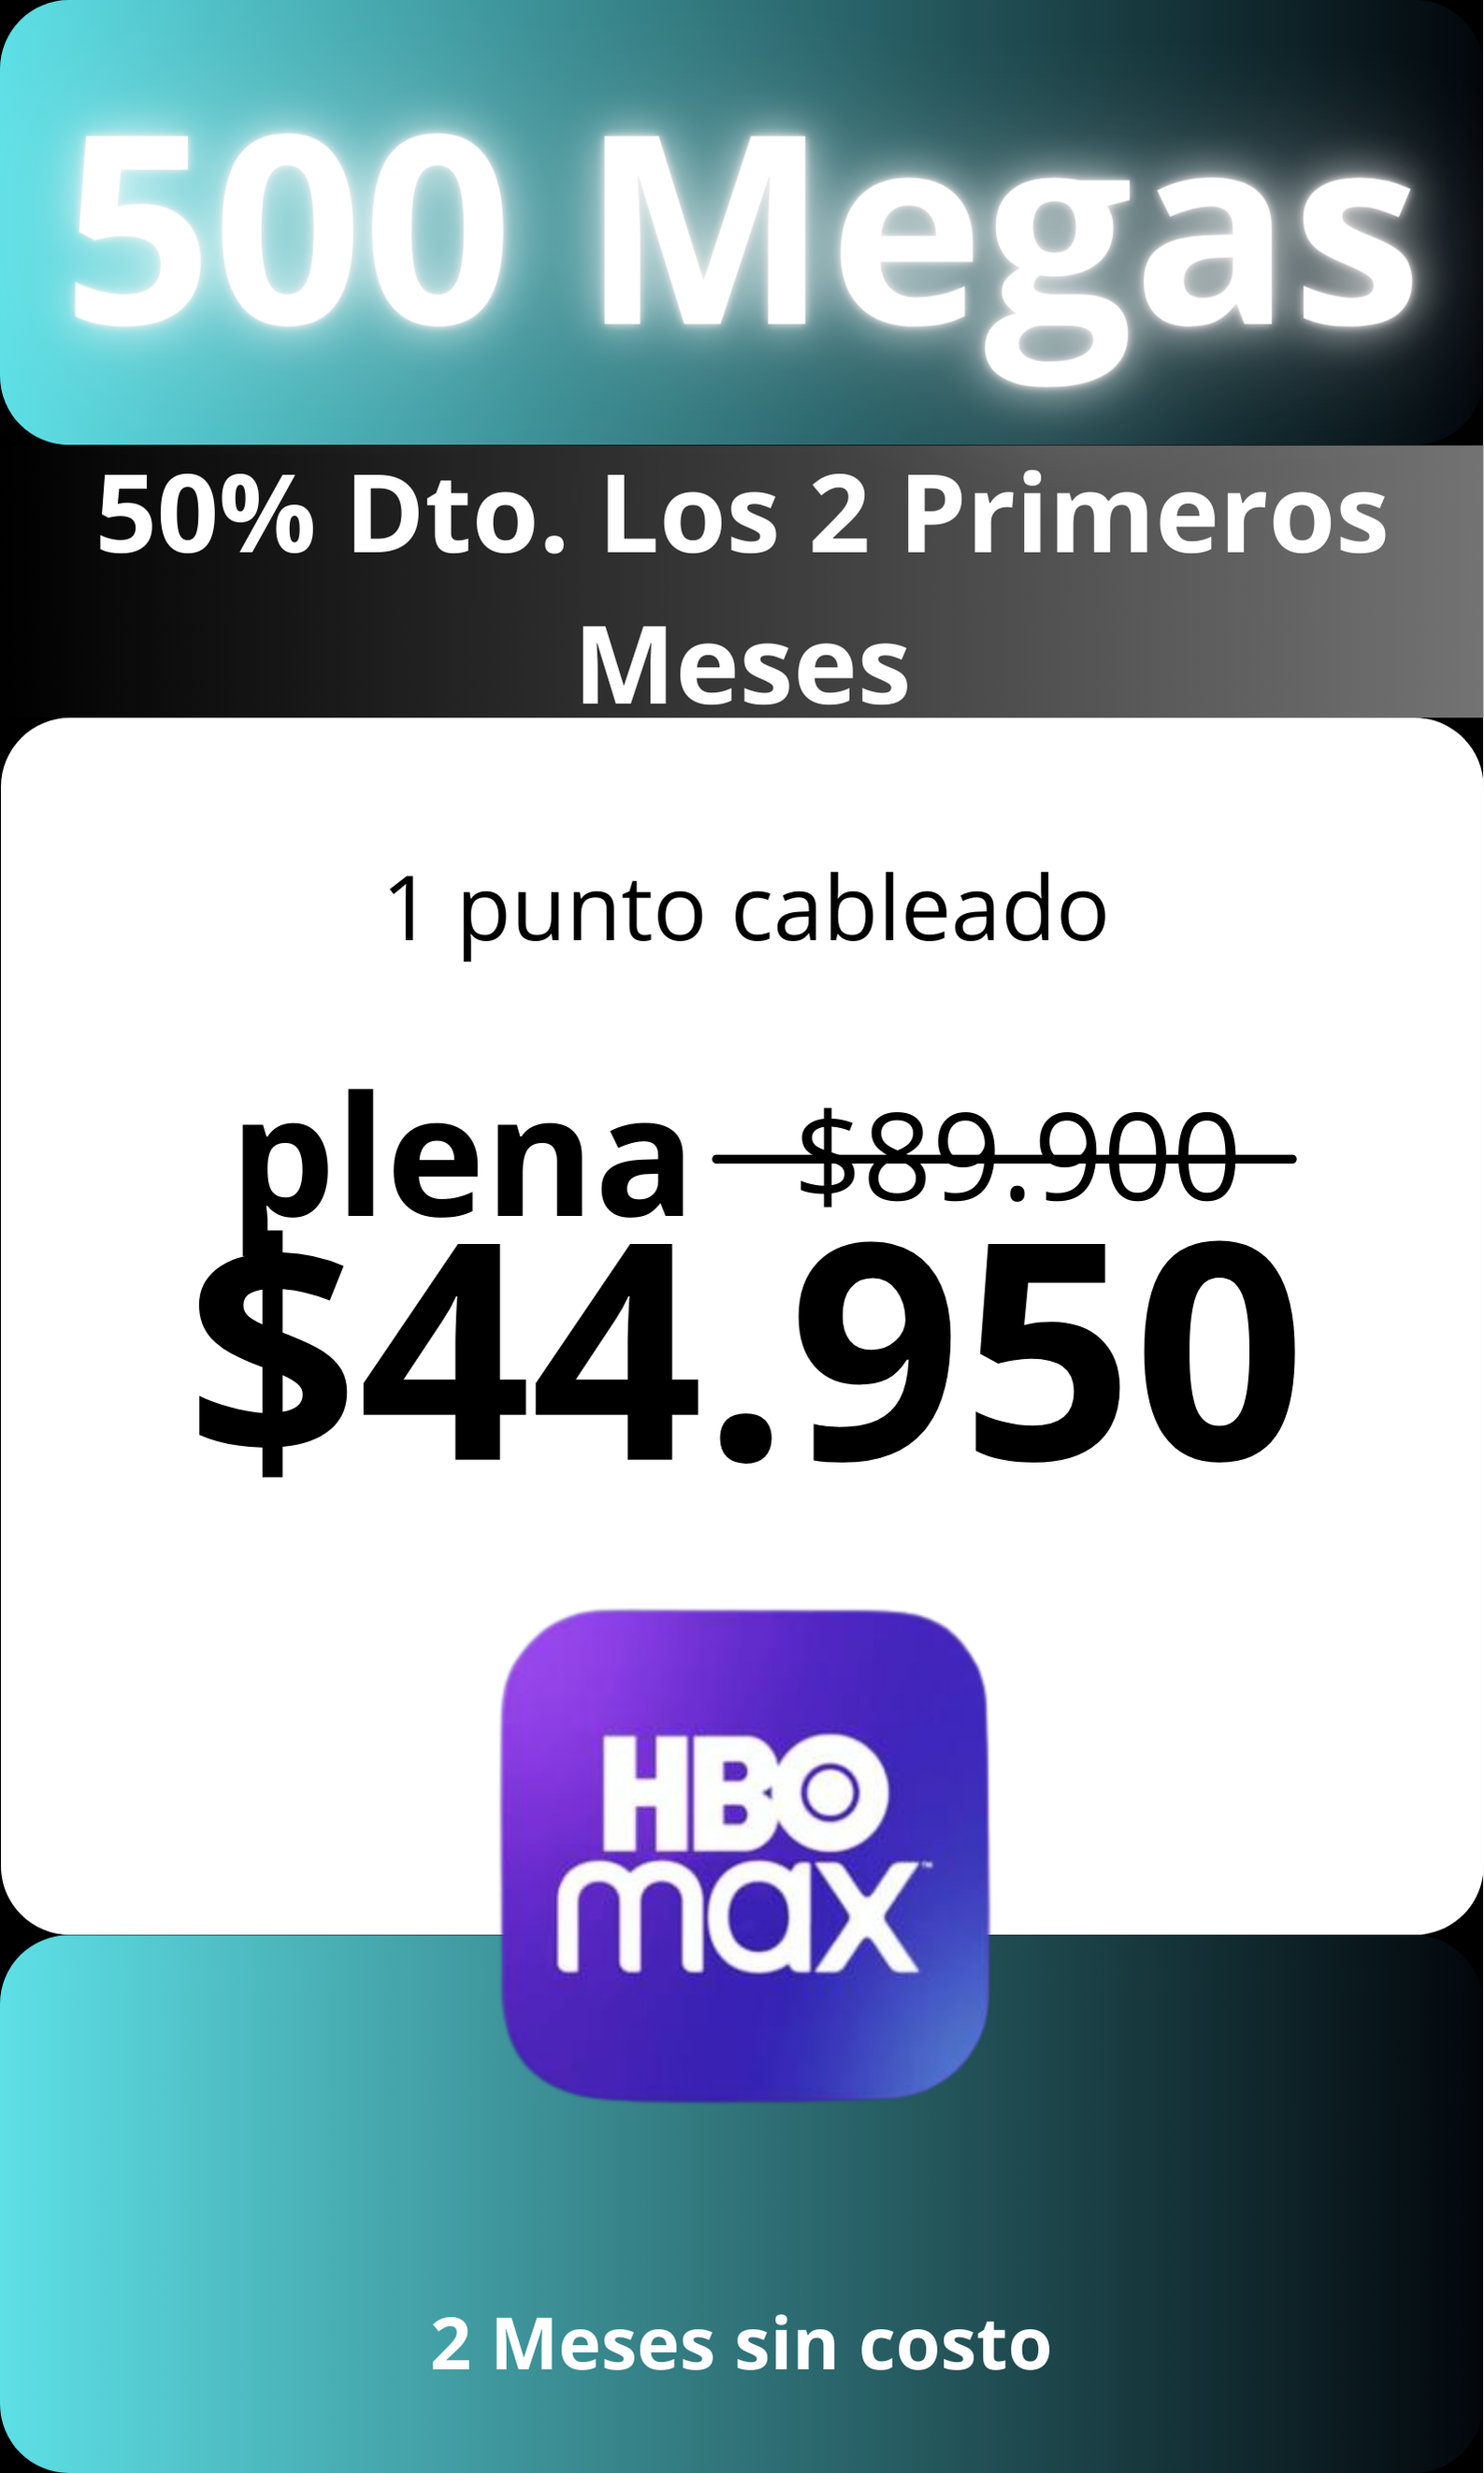 500 Megas
50% Dto. Los 2 Primeros
Meses
1 punto cableado
plena $89.900
$44.950
HBO
max™
2 Meses sin costo